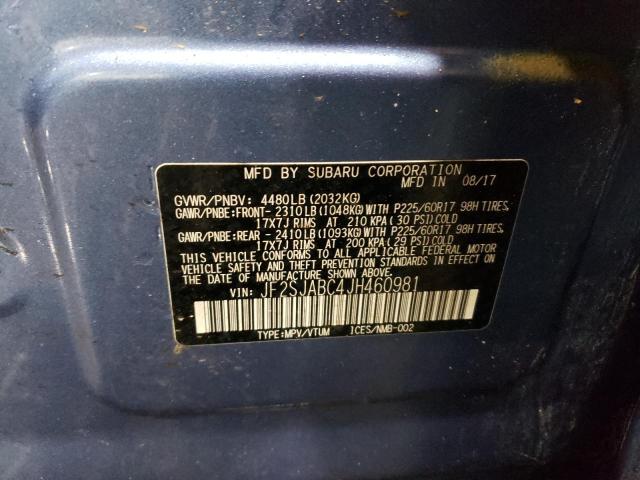 MFD BY SUBARU CORPORATION
MFD IN 08/17
GVWR/PNBV: 4480LB (2032KG)
GAWR/PNBE:FRONT- 2310LB (1048KG) WITH P225/60R17 98H TIRES,
17X7J RIMS AT 210 KPA (30 PSI) COLD
GAWR/PNBE:REAR - 2410LB (1093KG) WITH P225/60R17 98H TIRES,
17X7J RIMS AT 200 KPA (29 PSI) COLD
THIS VEHICLE CONFORMS TO ALL APPLICABLE FEDERAL MOTOR
VEHICLE SAFETY AND THEFT PREVENTION STANDARDS IN EFFECT ON
THE DATE OF MANUFACTURE SHOWN ABOVE
VIN: JF2SJABC4JH460981
TYPE:MPV/VTUM ICES/NMB-002